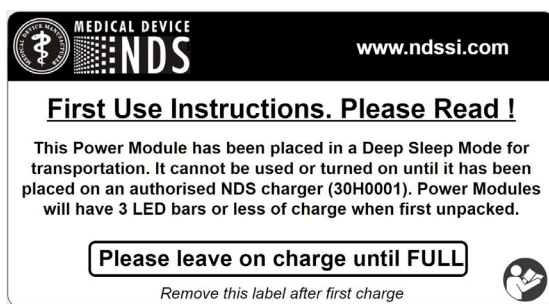 MEDICAL DEVICE MANUFACTURER
MEDICAL DEVICE
NDS
www.ndssi.com
First Use Instructions. Please Read !
This Power Module has been placed in a Deep Sleep Mode for
transportation. It cannot be used or turned on until it has been
placed on an authorised NDS charger (30H0001). Power Modules
will have 3 LED bars or less of charge when first unpacked.
Please leave on charge until FULL
Remove this label after first charge